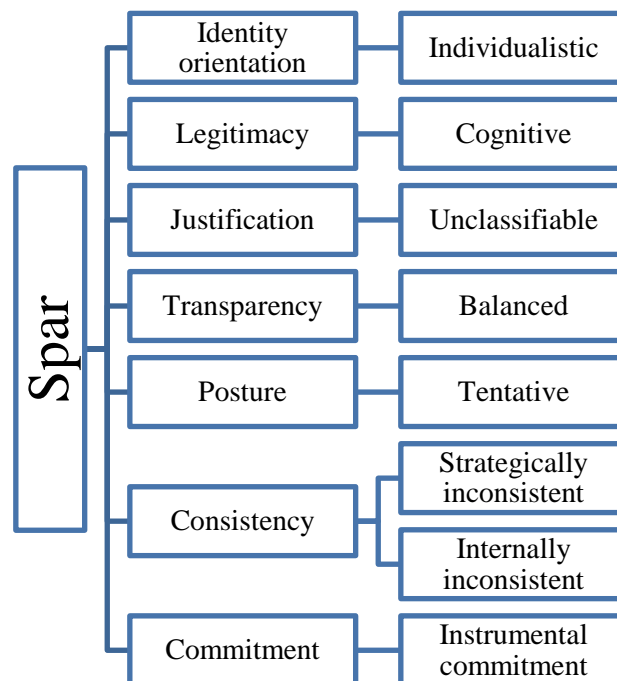 Spar
Identity
orientation
Individualistic
Legitimacy
Cognitive
Justification
Unclassifiable
Transparency
Balanced
Posture
Tentative
Consistency
Strategically
inconsistent
Internally
inconsistent
Commitment
Instrumental
commitment